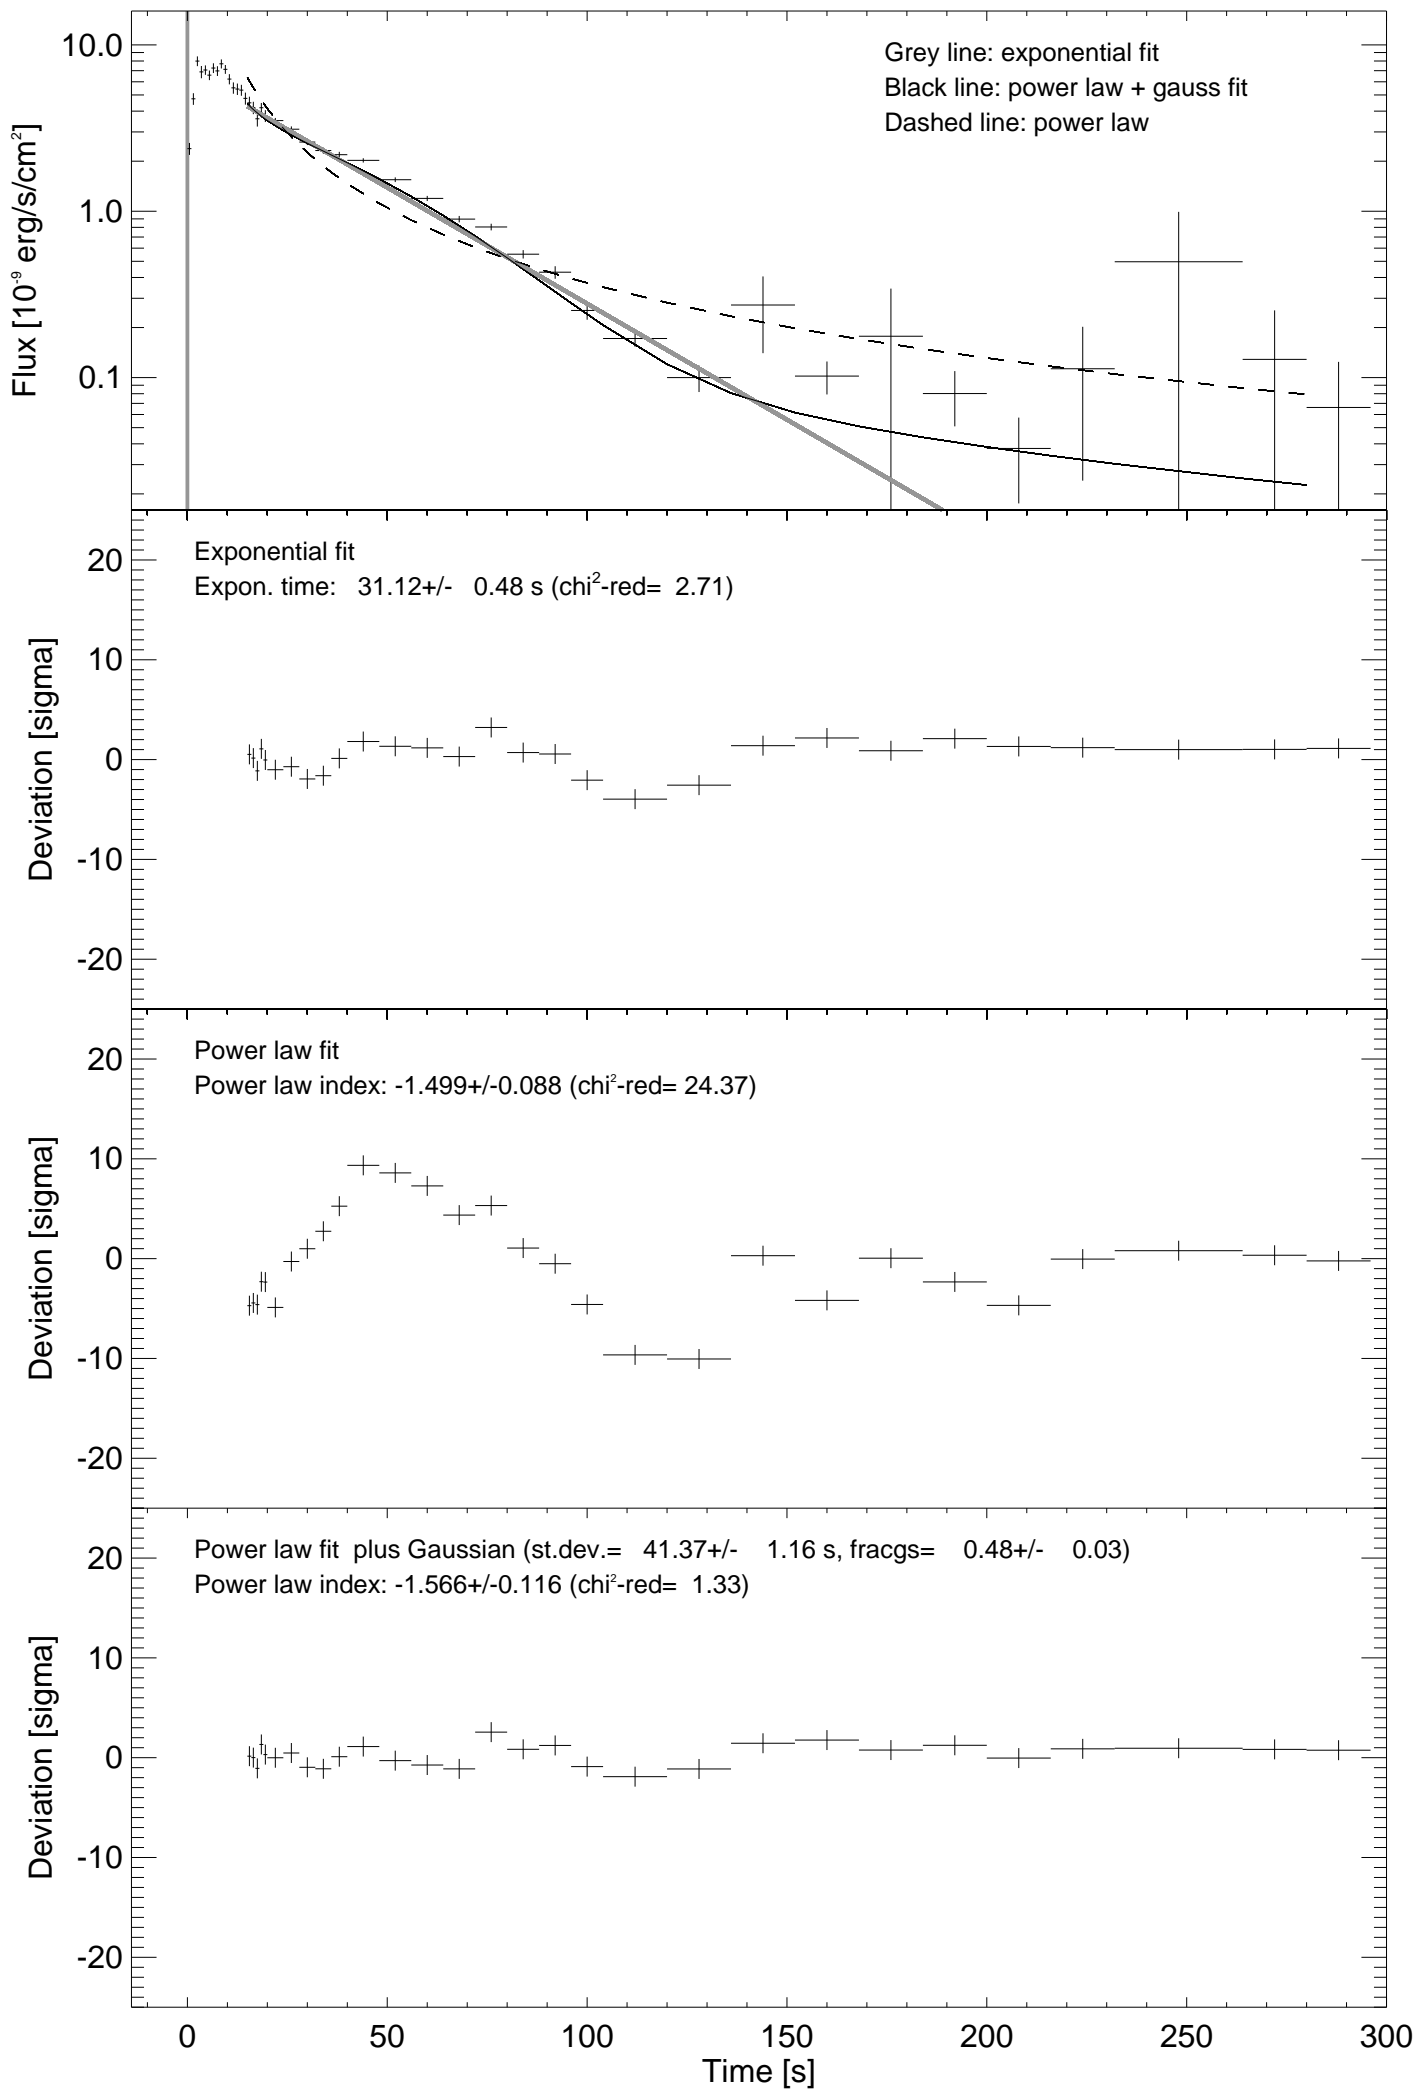 Grey line: exponential fit
Black line: power law + gauss fit
Dashed line: power law
10.0
1.0
0.1
Flux [10⁻⁹ erg/s/cm²]
Exponential fit
Expon. time: 31.12+/- 0.48 s (chi²-red= 2.71)
20
10
0
-10
-20
Deviation [sigma]
Power law fit
Power law index: -1.499+/-0.088 (chi²-red= 24.37)
20
10
0
-10
-20
Deviation [sigma]
Power law fit plus Gaussian (st.dev.= 41.37+/- 1.16 s, fracgs= 0.48+/- 0.03)
Power law index: -1.566+/-0.116 (chi²-red= 1.33)
20
10
0
-10
-20
Deviation [sigma]
0 50 100 150 200 250 300
Time [s]